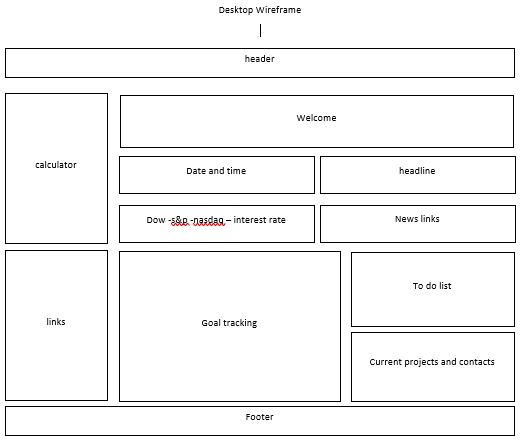 Desktop Wireframe
header
calculator
Welcome
Date and time
headline
Dow -s&p -nasdaq – interest rate
News links
links
Goal tracking
To do list
Current projects and contacts
Footer